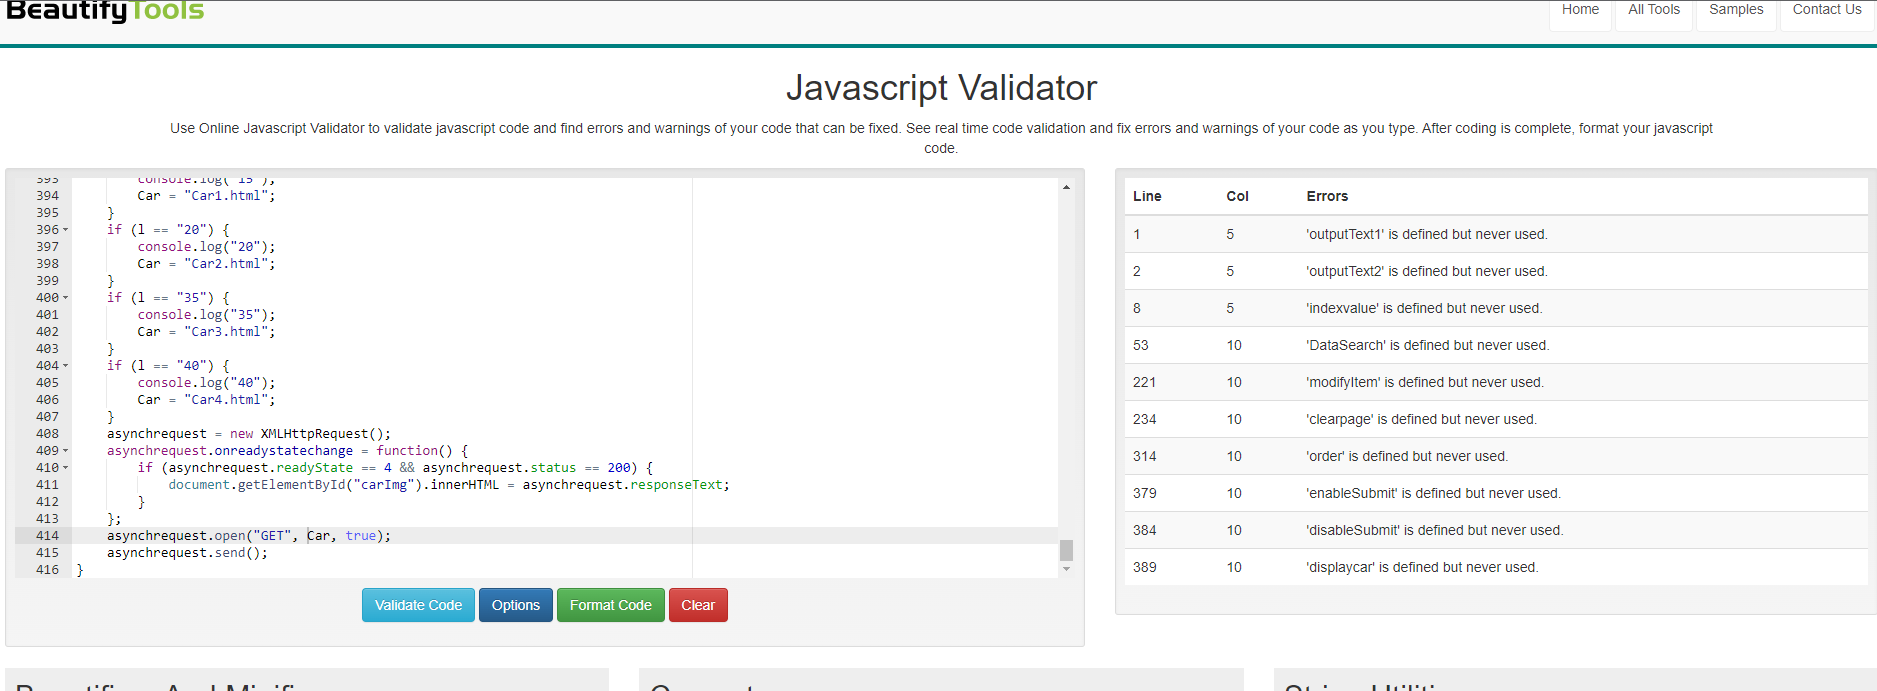 BeautifyTools
Home
All Tools
Samples
Contact Us
Javascript Validator
Use Online Javascript Validator to validate javascript code and find errors and warnings of your code that can be fixed. See real time code validation and fix errors and warnings of your code as you type. After coding is complete, format your javascript
code.
393 console.log("15");
394 Car = "Car1.html";
395 }
396 if (l == "20") {
397 console.log("20");
398 Car = "Car2.html";
399 }
400 if (l == "35") {
401 console.log("35");
402 Car = "Car3.html";
403 }
404 if (l == "40") {
405 console.log("40");
406 Car = "Car4.html";
407 }
408 asynchrequest = new XMLHttpRequest();
409 asynchrequest.onreadystatechange = function() {
410 if (asynchrequest.readyState == 4 && asynchrequest.status == 200) {
411 document.getElementById("carImg").innerHTML = asynchrequest.responseText;
412 }
413 };
414 asynchrequest.open("GET", Car, true);
415 asynchrequest.send();
416 }
Validate Code
Options
Format Code
Clear
Line Col Errors
1 5 'outputText1' is defined but never used.
2 5 'outputText2' is defined but never used.
8 5 'indexvalue' is defined but never used.
53 10 'DataSearch' is defined but never used.
221 10 'modifyItem' is defined but never used.
234 10 'clearpage' is defined but never used.
314 10 'order' is defined but never used.
379 10 'enableSubmit' is defined but never used.
384 10 'disableSubmit' is defined but never used.
389 10 'displaycar' is defined but never used.